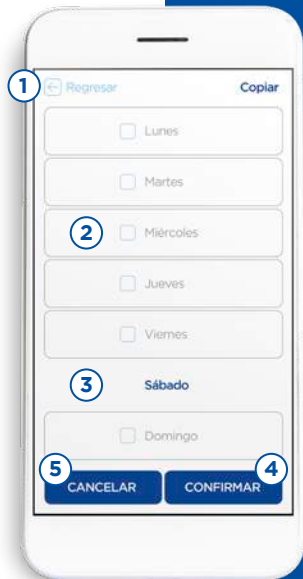 1 Regresar Copiar
Lunes
Martes
2 Miércoles
Jueves
Viernes
3 Sábado
Domingo
5 4
CANCELAR CONFIRMAR